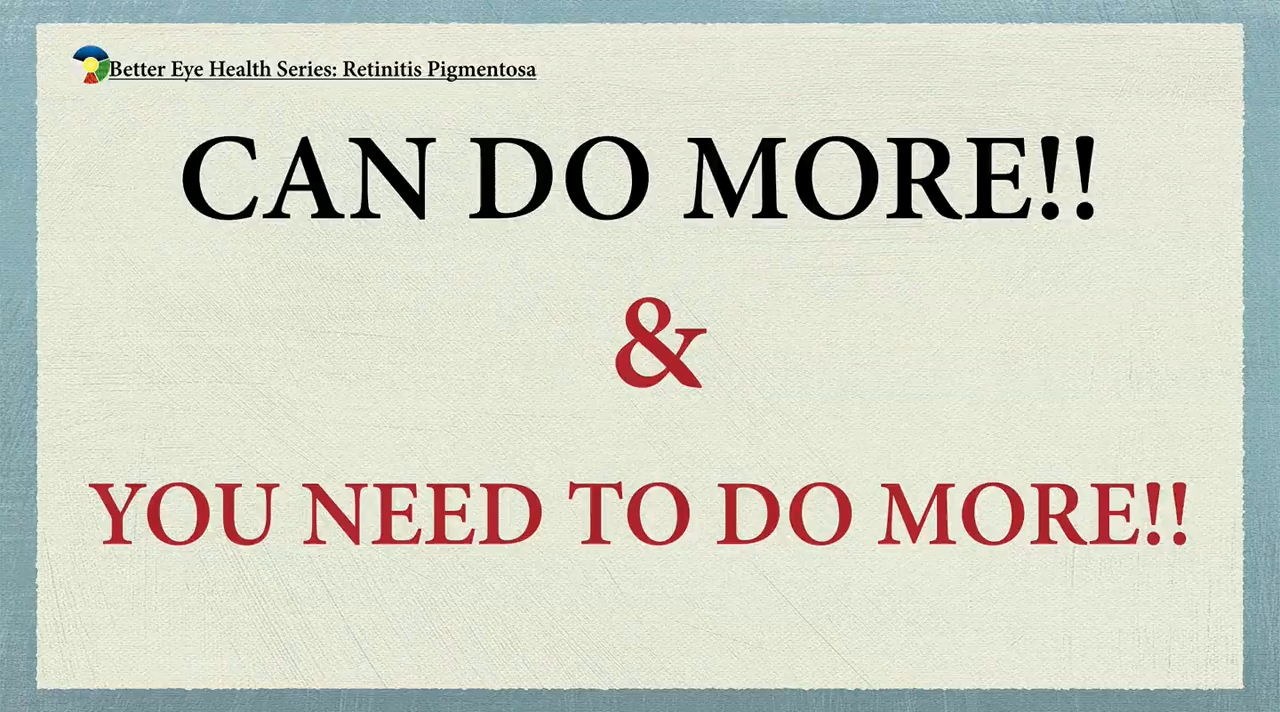 Better Eye Health Series: Retinitis Pigmentosa
CAN DO MORE!!
&
YOU NEED TO DO MORE!!